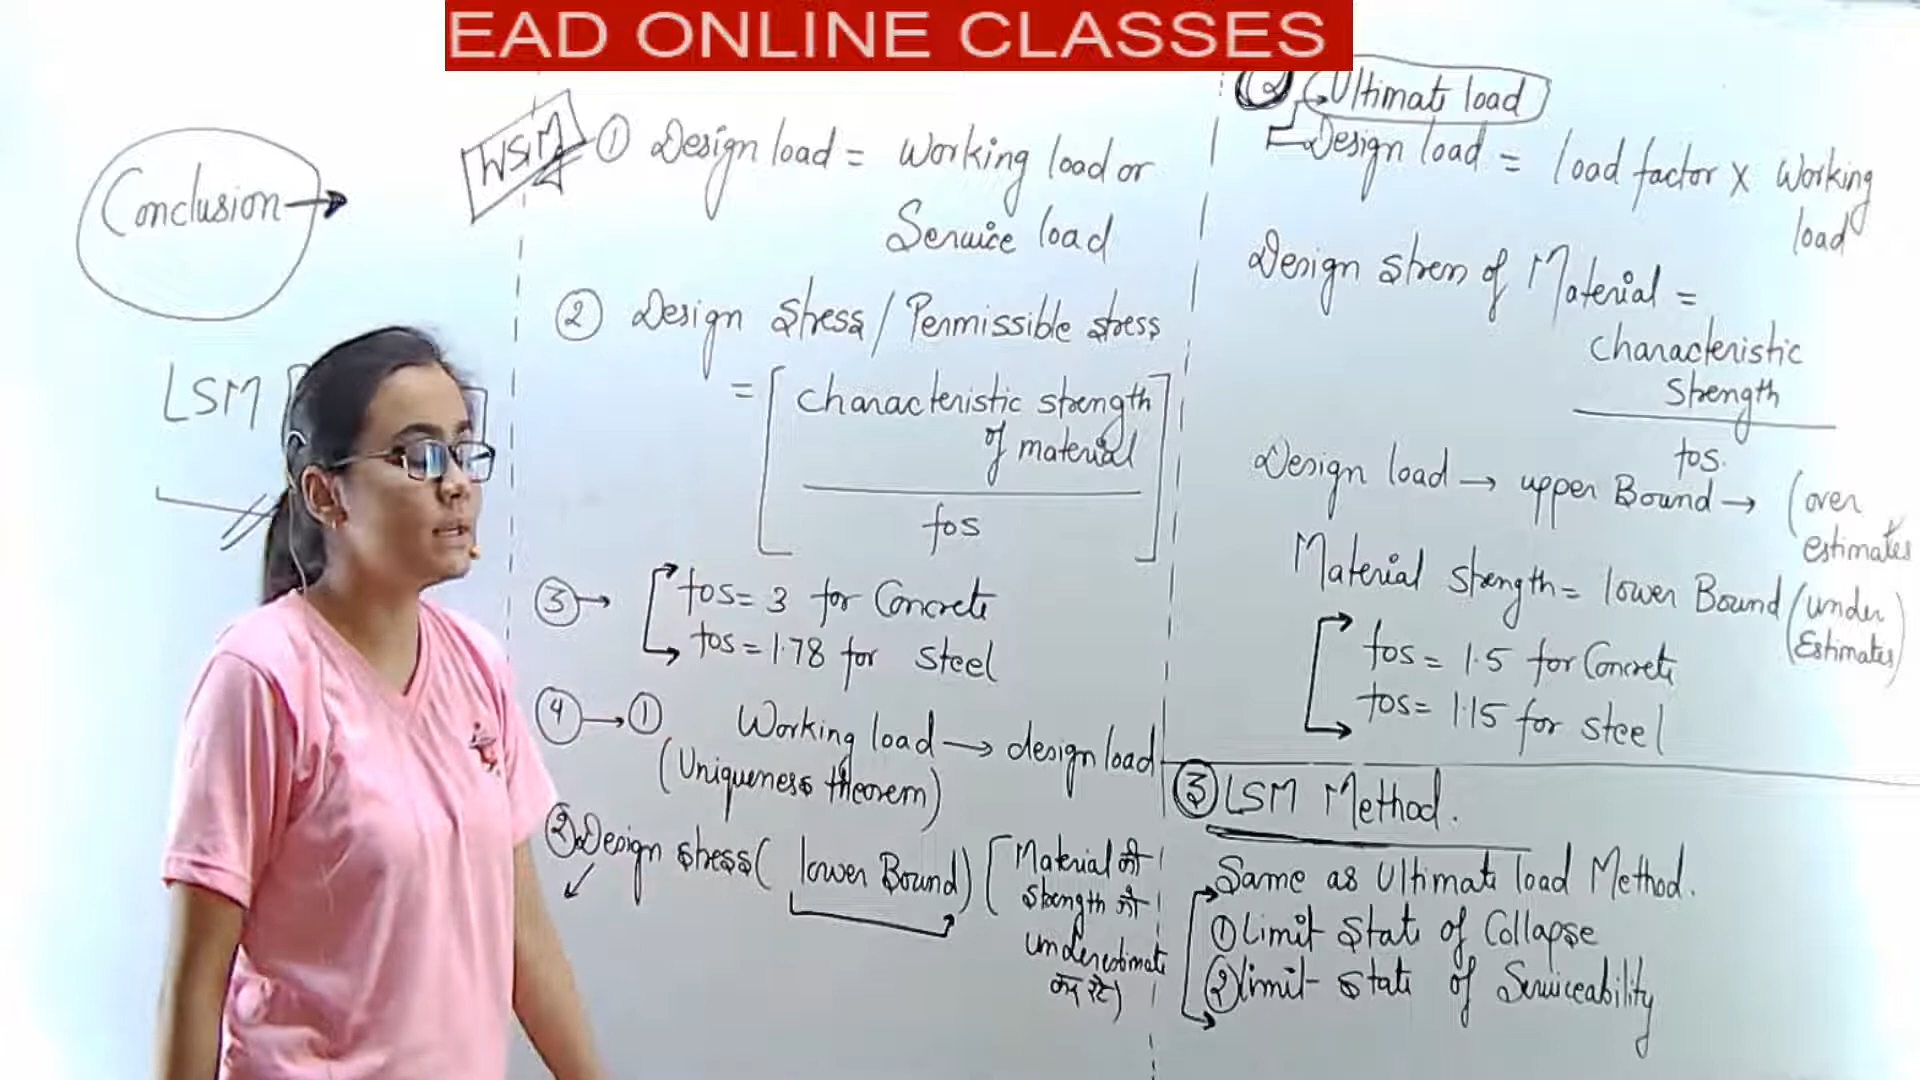 EAD ONLINE CLASSES
Conclusion →
LSM
WSM
① Design load = Working load or
Service load
② Design stress / Permissible stress
= [ characteristic strength
of material
fos ]
③ → fos = 3 for Concrete
fos = 1.78 for steel
④ → ① Working load → design load
(Uniqueness theorem)
② Design stress ( lower Bound) [ Material की
strength को
underestimate
कर रहे)
② Ultimate load
Design load = load factor x Working
load
Design stress of Material =
characteristic
strength
fos.
Design load → upper Bound → (over
estimates
Material strength = lower Bound (under
Estimates)
fos = 1.5 for Concrete
fos = 1.15 for steel
③ LSM Method.
Same as Ultimate load Method.
① Limit state of Collapse
② limit state of Serviceability